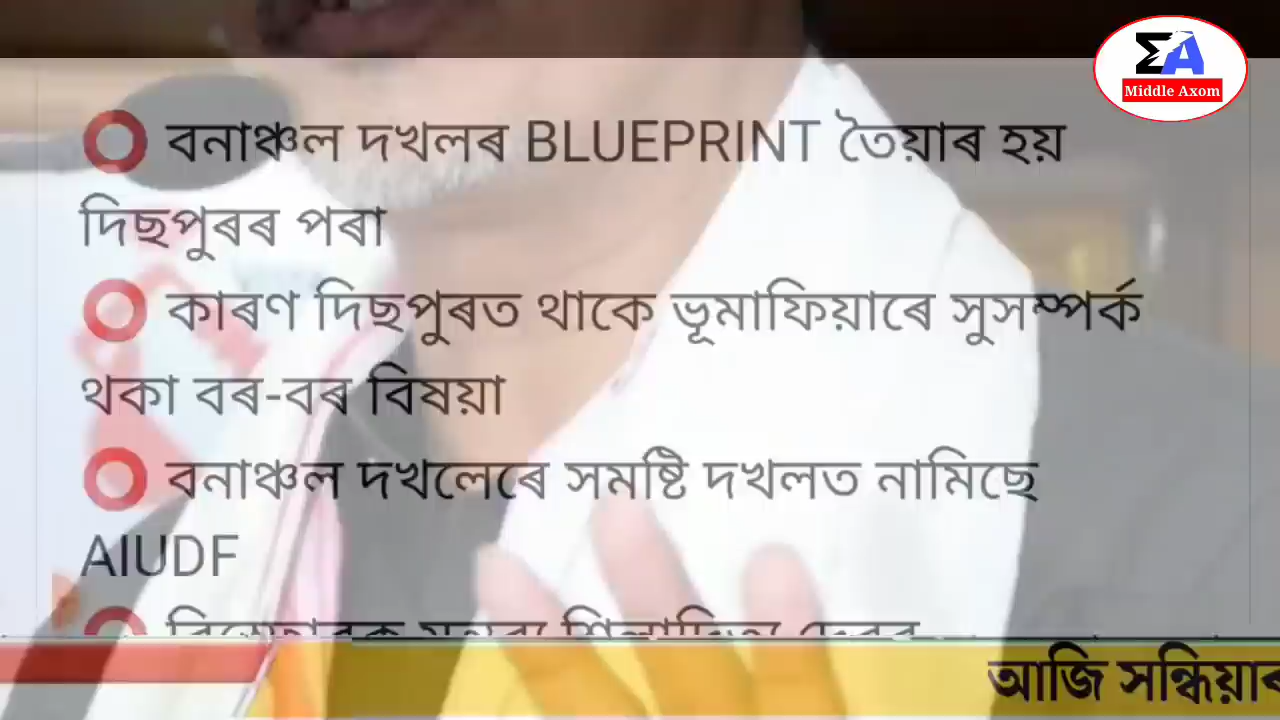 ΣA
Middle Axom
বনাঞ্চল দখলৰ BLUEPRINT তৈয়াৰ হয়
দিছপুৰৰ পৰা
কাৰণ দিছপুৰত থাকে ভূমাফিয়াৰে সুসম্পৰ্ক
থকা বৰ-বৰ বিষয়া
বনাঞ্চল দখলেৰে সমষ্টি দখলত নামিছে
AIUDF
আজি সন্ধিয়াৰ